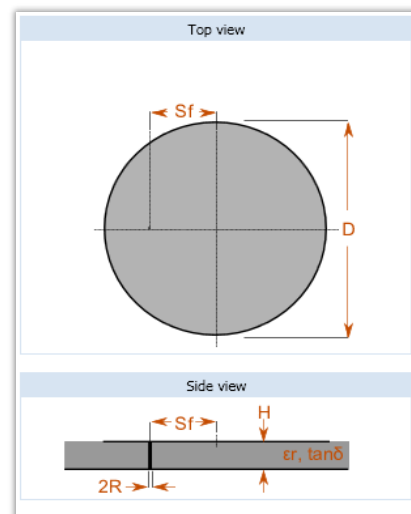 Top view
Sf
D
Side view
H
Sf
εr, tanδ
2R